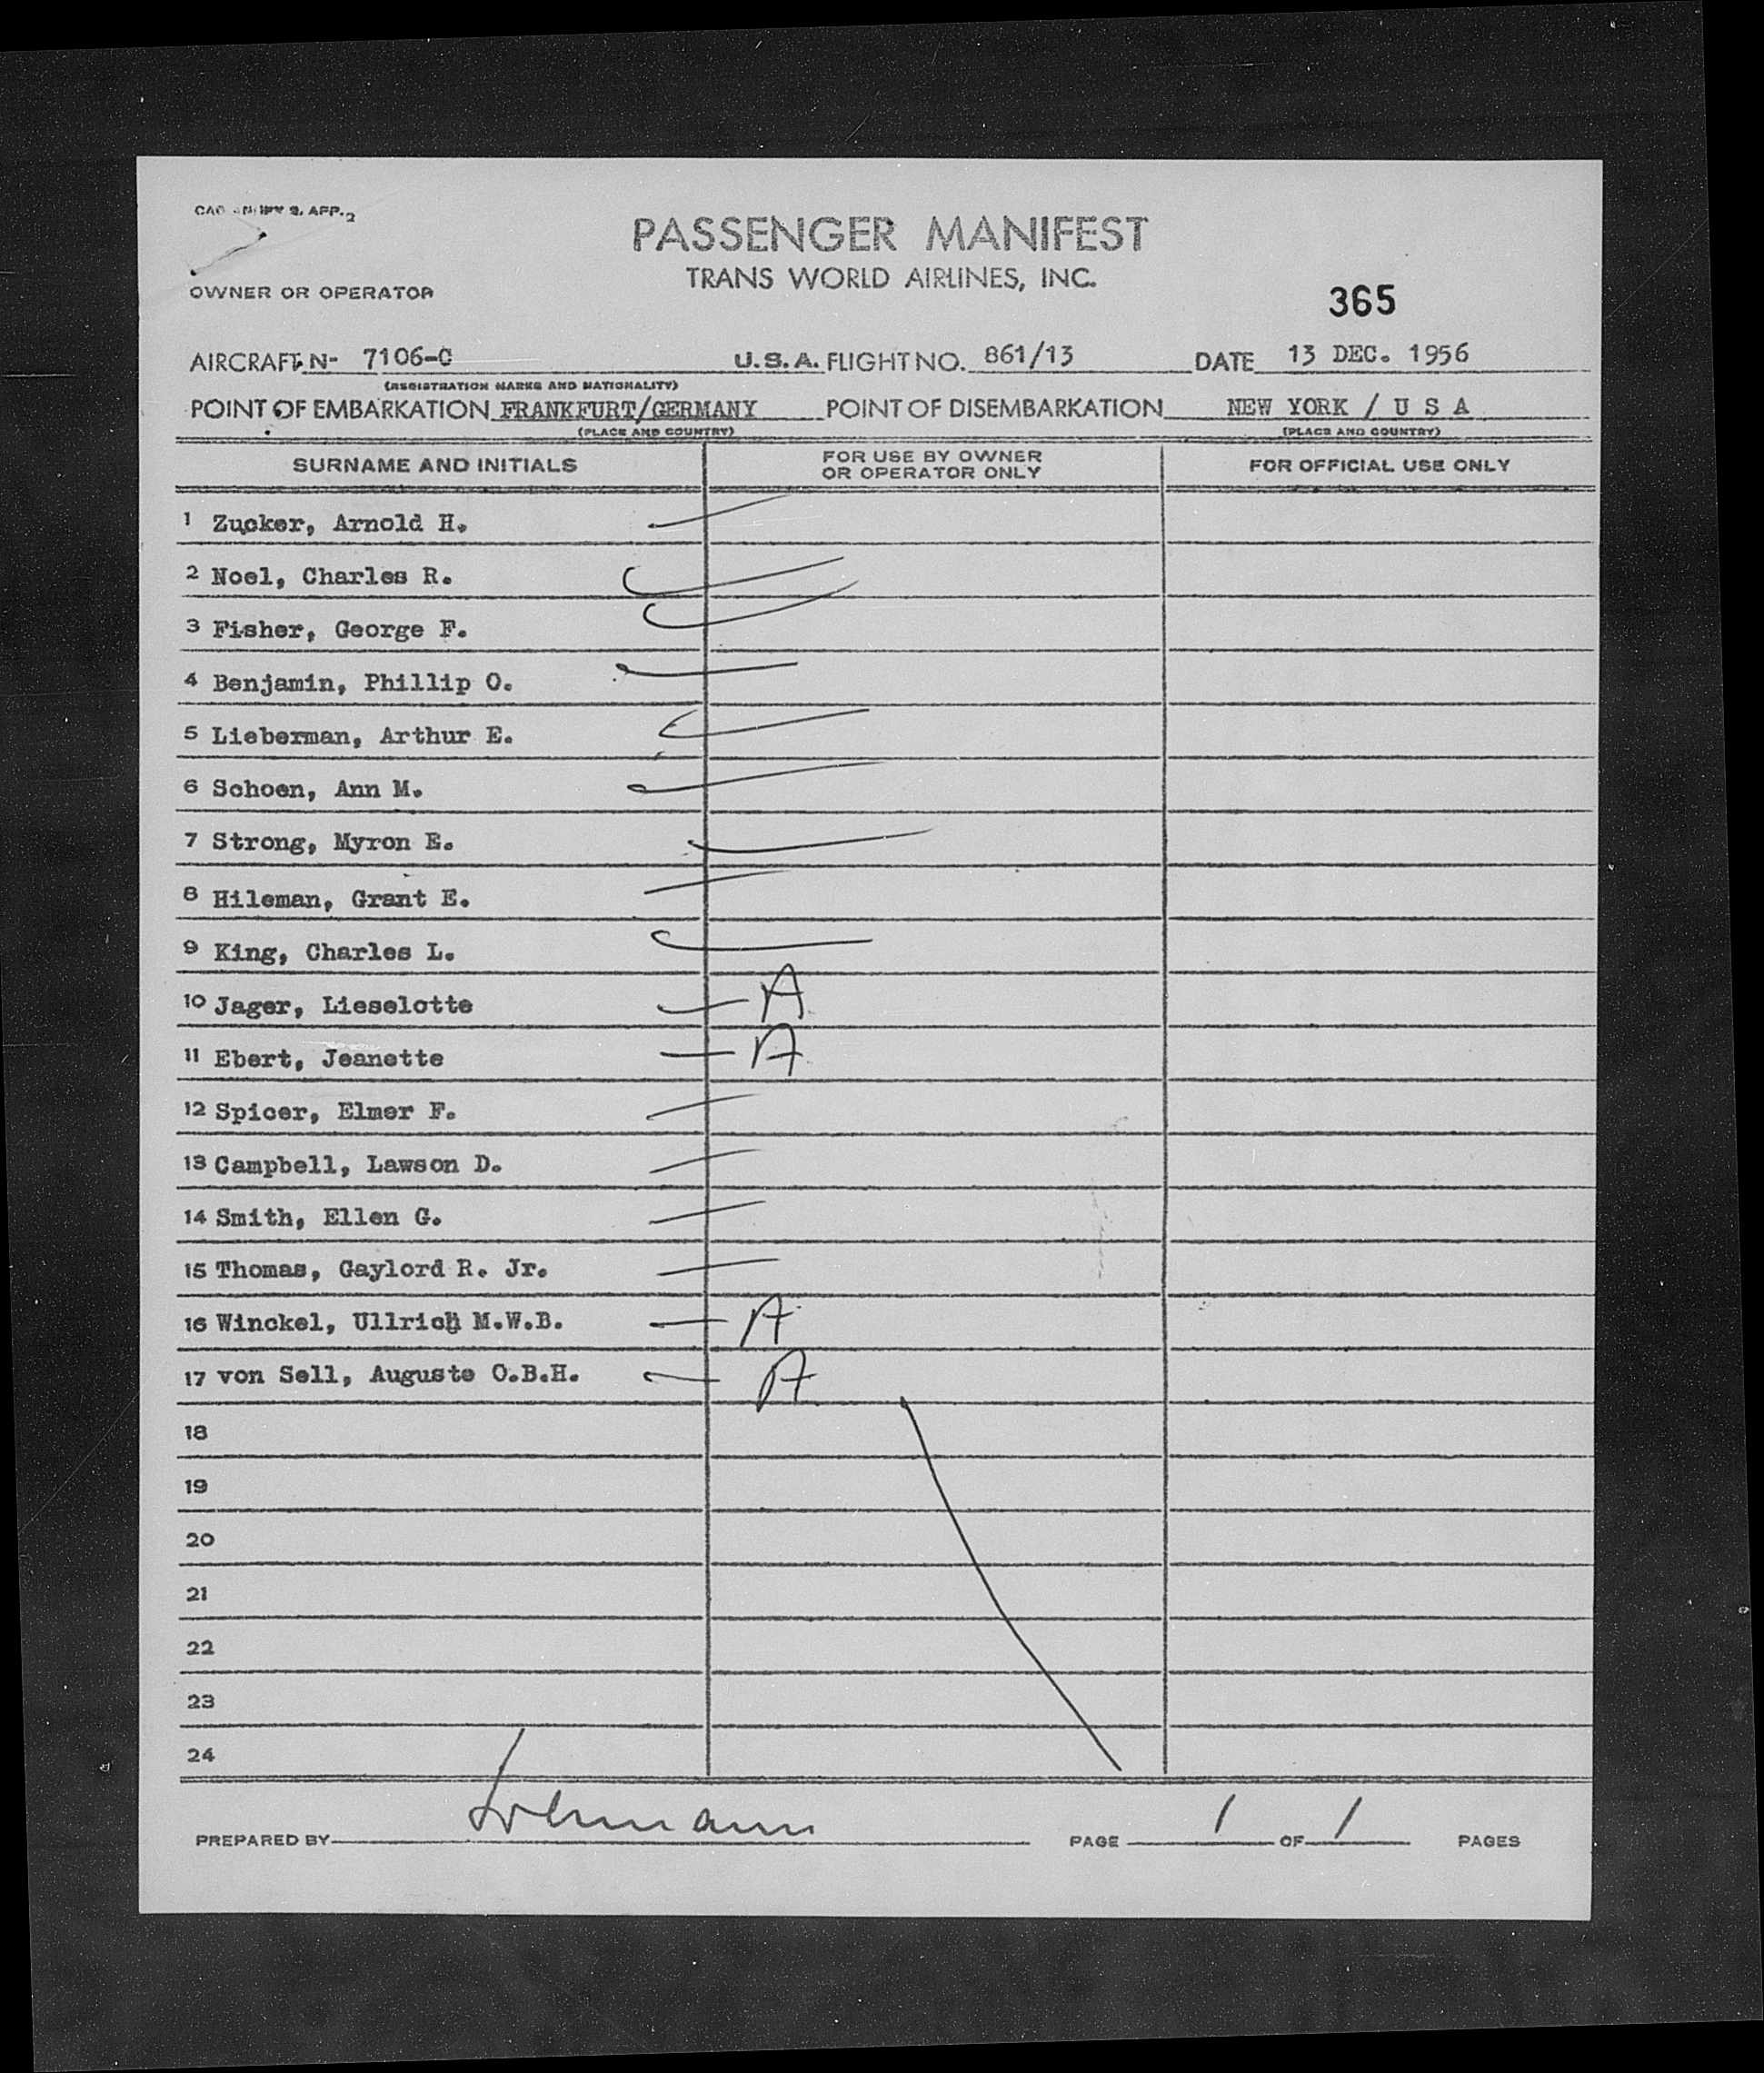 PASSENGER MANIFEST
TRANS WORLD AIRLINES, INC.
OWNER OR OPERATOR
365
AIRCRAFT N- 7106-C U.S.A. FLIGHT NO. 861/13 DATE 13 DEC. 1956
(REGISTRATION MARKS AND NATIONALITY)
POINT OF EMBARKATION FRANKFURT/GERMANY POINT OF DISEMBARKATION NEW YORK / U S A
(PLACE AND COUNTRY) (PLACE AND COUNTRY)
SURNAME AND INITIALS FOR USE BY OWNER OR OPERATOR ONLY FOR OFFICIAL USE ONLY
1 Zucker, Arnold H.
2 Noel, Charles R.
3 Fisher, George F.
4 Benjamin, Phillip O.
5 Lieberman, Arthur E.
6 Schoen, Ann M.
7 Strong, Myron E.
8 Hileman, Grant E.
9 King, Charles L.
10 Jager, Lieselotte A
11 Ebert, Jeanette A
12 Spicer, Elmer F.
13 Campbell, Lawson D.
14 Smith, Ellen G.
15 Thomas, Gaylord R. Jr.
16 Winckel, Ullrich M.W.B. A
17 von Sell, Auguste O.B.H. A
18
19
20
21
22
23
24
PREPARED BY PAGE 1 OF 1 PAGES